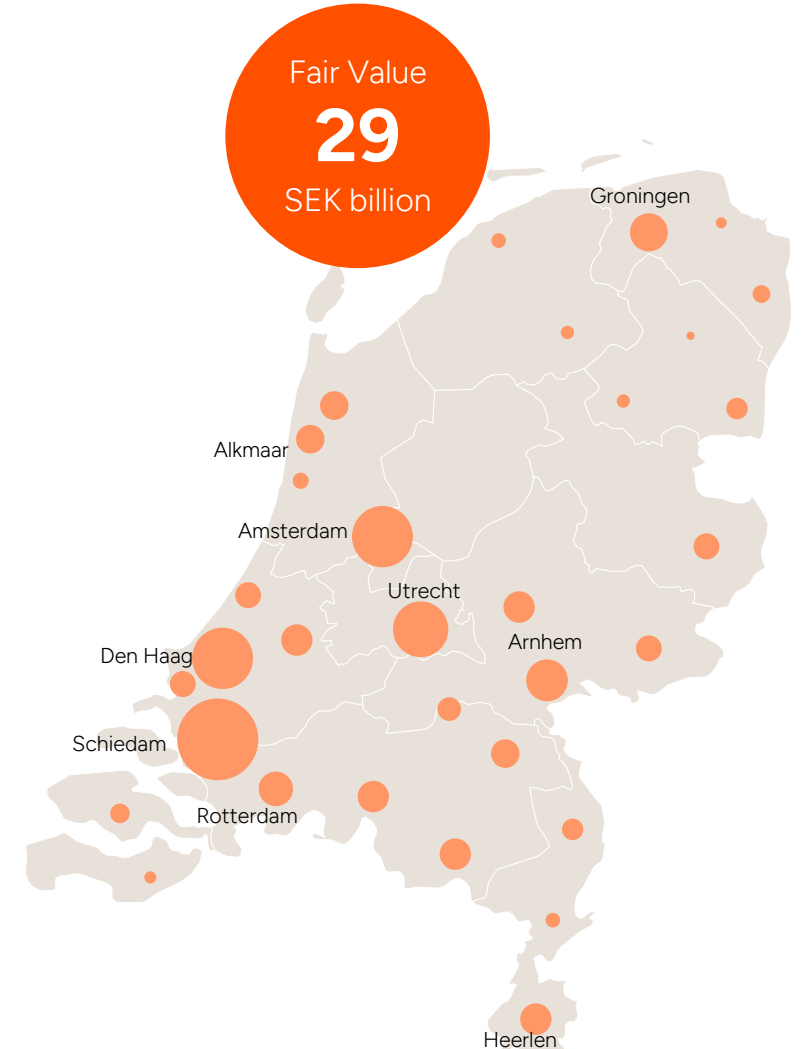 Fair Value
29
SEK billion
Groningen
Alkmaar
Amsterdam
Utrecht
Arnhem
Den Haag
Schiedam
Rotterdam
Heerlen